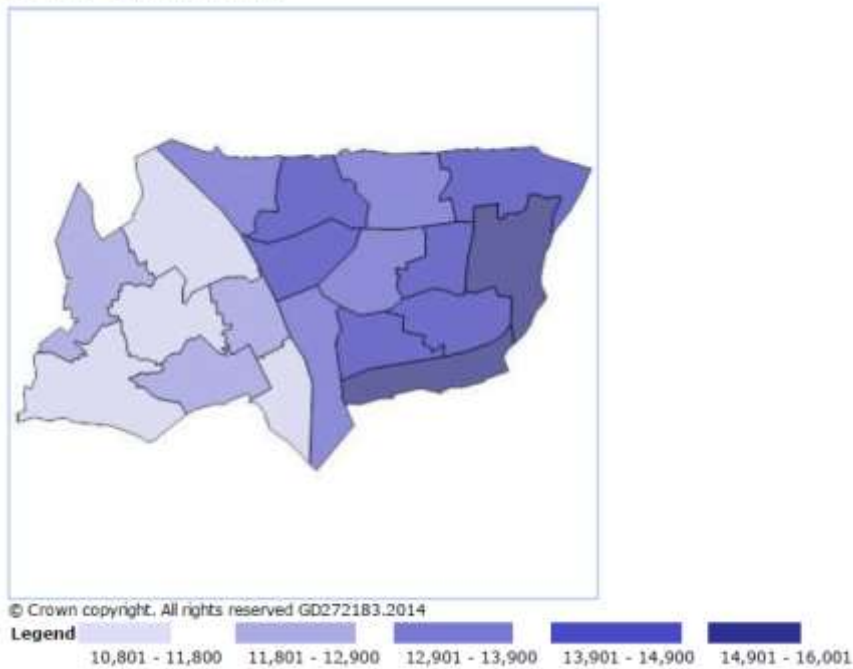 © Crown copyright. All rights reserved GD272183.2014
Legend
10,801 - 11,800 11,801 - 12,900 12,901 - 13,900 13,901 - 14,900 14,901 - 16,001